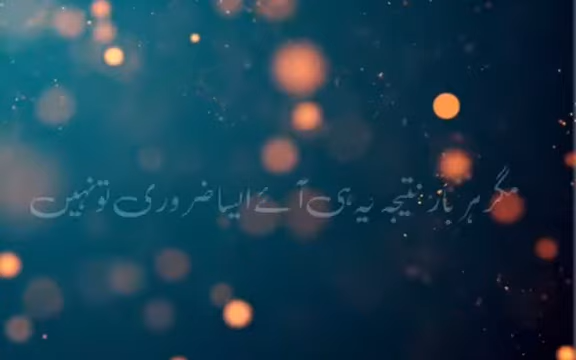 مگر ہر بار نتیجہ یہ ہی آئے ایسا ضروری تو نہیں